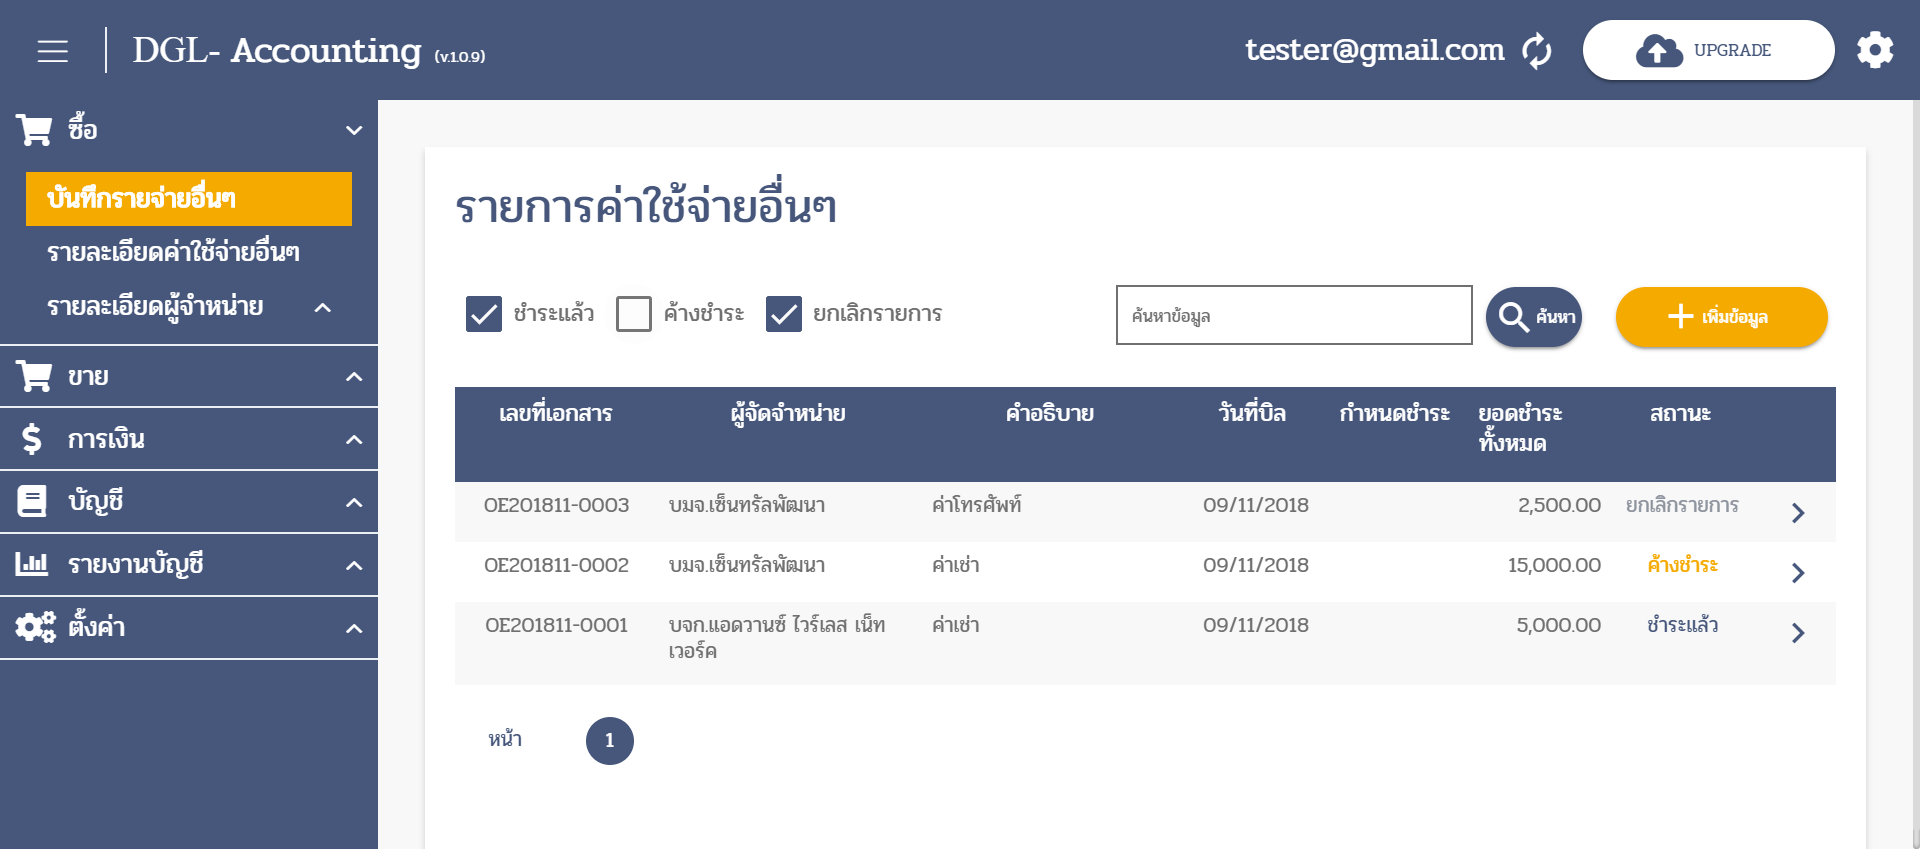 DGL- Accounting (v.1.0.9)
tester@gmail.com
UPGRADE
ซื้อ
บันทึกรายจ่ายอื่นๆ
รายละเอียดค่าใช้จ่ายอื่นๆ
รายละเอียดผู้จำหน่าย
ขาย
การเงิน
บัญชี
รายงานบัญชี
ตั้งค่า
รายการค่าใช้จ่ายอื่นๆ
ชำระแล้ว ค้างชำระ ยกเลิกรายการ
ค้นหาข้อมูล
ค้นหา
เพิ่มข้อมูล
เลขที่เอกสาร ผู้จัดจำหน่าย คำอธิบาย วันที่บิล กำหนดชำระ ยอดชำระ สถานะ
ทั้งหมด
OE201811-0003 บมจ.เซ็นทรัลพัฒนา ค่าโทรศัพท์ 09/11/2018 2,500.00 ยกเลิกรายการ
OE201811-0002 บมจ.เซ็นทรัลพัฒนา ค่าเช่า 09/11/2018 15,000.00 ค้างชำระ
OE201811-0001 บจก.แอดวานซ์ ไวร์เลส เน็ท ค่าเช่า 09/11/2018 5,000.00 ชำระแล้ว
เวอร์ค
หน้า 1